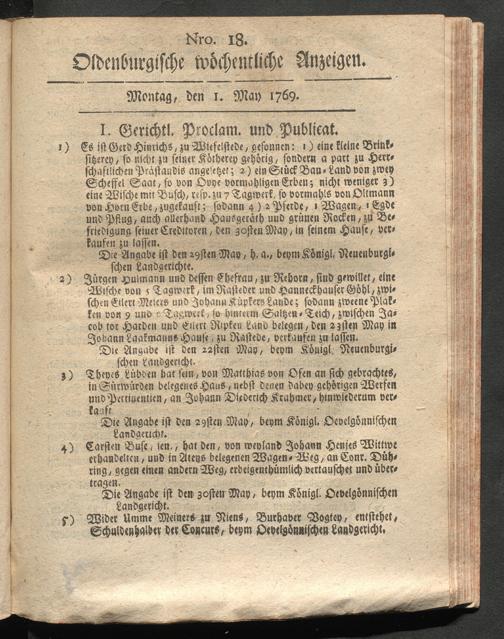 Nro. 18.
Oldenburgische wöchentliche Anzeigen.
Montag, den 1. May 1769.
I. Gerichtl. Proclam. und Publicat.
1) Es ist Gerd Hinrichs, zu Wiefelstede, gesonnen: 1) eine kleine Brink-
sitzerey, so nicht zu seiner Kötherey gehörig, sondern a part zu Herr-
schaftlichen Prästandis angesetzet; 2) ein Stück Bau-Land von zwey
Scheffel Saat, so von Ovye vormahligen Erben; nicht weniger 3)
eine Wische mit Busch, resp. zu 7 Tagwerk, so vormahls von Oltmann
von Horn Erbe, zugekauft; sodann 4) 2 Pferde, 1 Wagen, 1 Egde
und Pflug, auch allerhand Hausgeräth und grünen Rocken, zu Be-
friedigung seiner Creditoren, den 30sten May, in seinem Hause, ver-
kaufen zu lassen.
Die Angabe ist den 29sten May, h. a., beym Königl. Neuenburgi-
schen Landgerichte.
2) Jürgen Huimann und dessen Ehefrau, zu Rehorn, sind gewillet, eine
Wische von 5 Tagwerk, im Rasteder und Hanneckhauser Göhl, zwi-
schen Eilert Meiers und Johann Küpkers Lande; sodann zweene Plak-
ken von 9 und Tagwerk, so hinterm Saltzen-Teich, zwischen Ja-
cob tor Harden und Eilert Ripken Land belegen, den 23sten May in
Johann Laakmanns Hause, zu Rastede, verkaufen zu lassen.
Die Angabe ist den 22sten May, beym Königl. Neuenburgi-
schen Landgericht.
3) Theyes Lübben hat sein, von Matthias von Osen an sich gebrachtes,
in Sürwürden belegenes Haus, nebst denen dabey gehörigen Werfen
und Pertinentien, an Johann Diederich Krahmer, hinwiederum ver-
kauft.
Die Angabe ist den 29sten May, beym Königl. Oevelgönnischen
Landgericht.
4) Carsten Buse, sen., hat den, von weyland Johann Henjes Wittwe
erhandelten, und in Atens belegenen Wagen-Weg, an Conr. Düh-
ring, gegen einen andern Weg, erbeigenthümlich vertauschet und über-
tragen.
Die Angabe ist den 30sten May, beym Königl. Oevelgönnischen
Landgericht.
5) Wider Umme Meiners zu Niens, Burhaver Vogtey, entstehet,
Schuldenhalber der Concurs, beym Oevelgönnischen Landgericht.